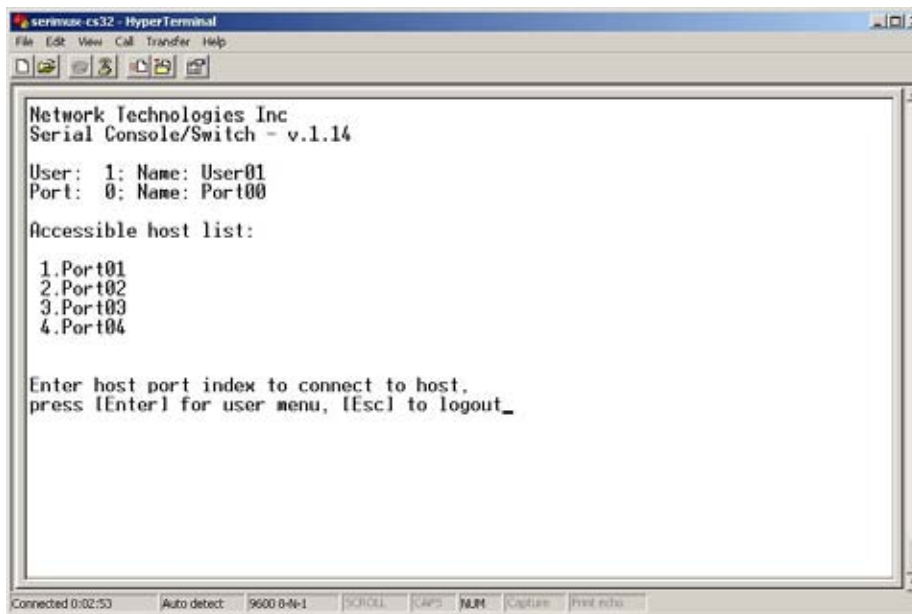 serimux-cs32 - HyperTerminal
File Edit View Call Transfer Help
Network Technologies Inc
Serial Console/Switch - v.1.14
User: 1; Name: User01
Port: 0; Name: Port00
Accessible host list:
1.Port01
2.Port02
3.Port03
4.Port04
Enter host port index to connect to host,
press [Enter] for user menu, [Esc] to logout_
Connected 0:02:53 Auto detect 9600 8-N-1 SCROLL CAPS NUM Capture Print echo